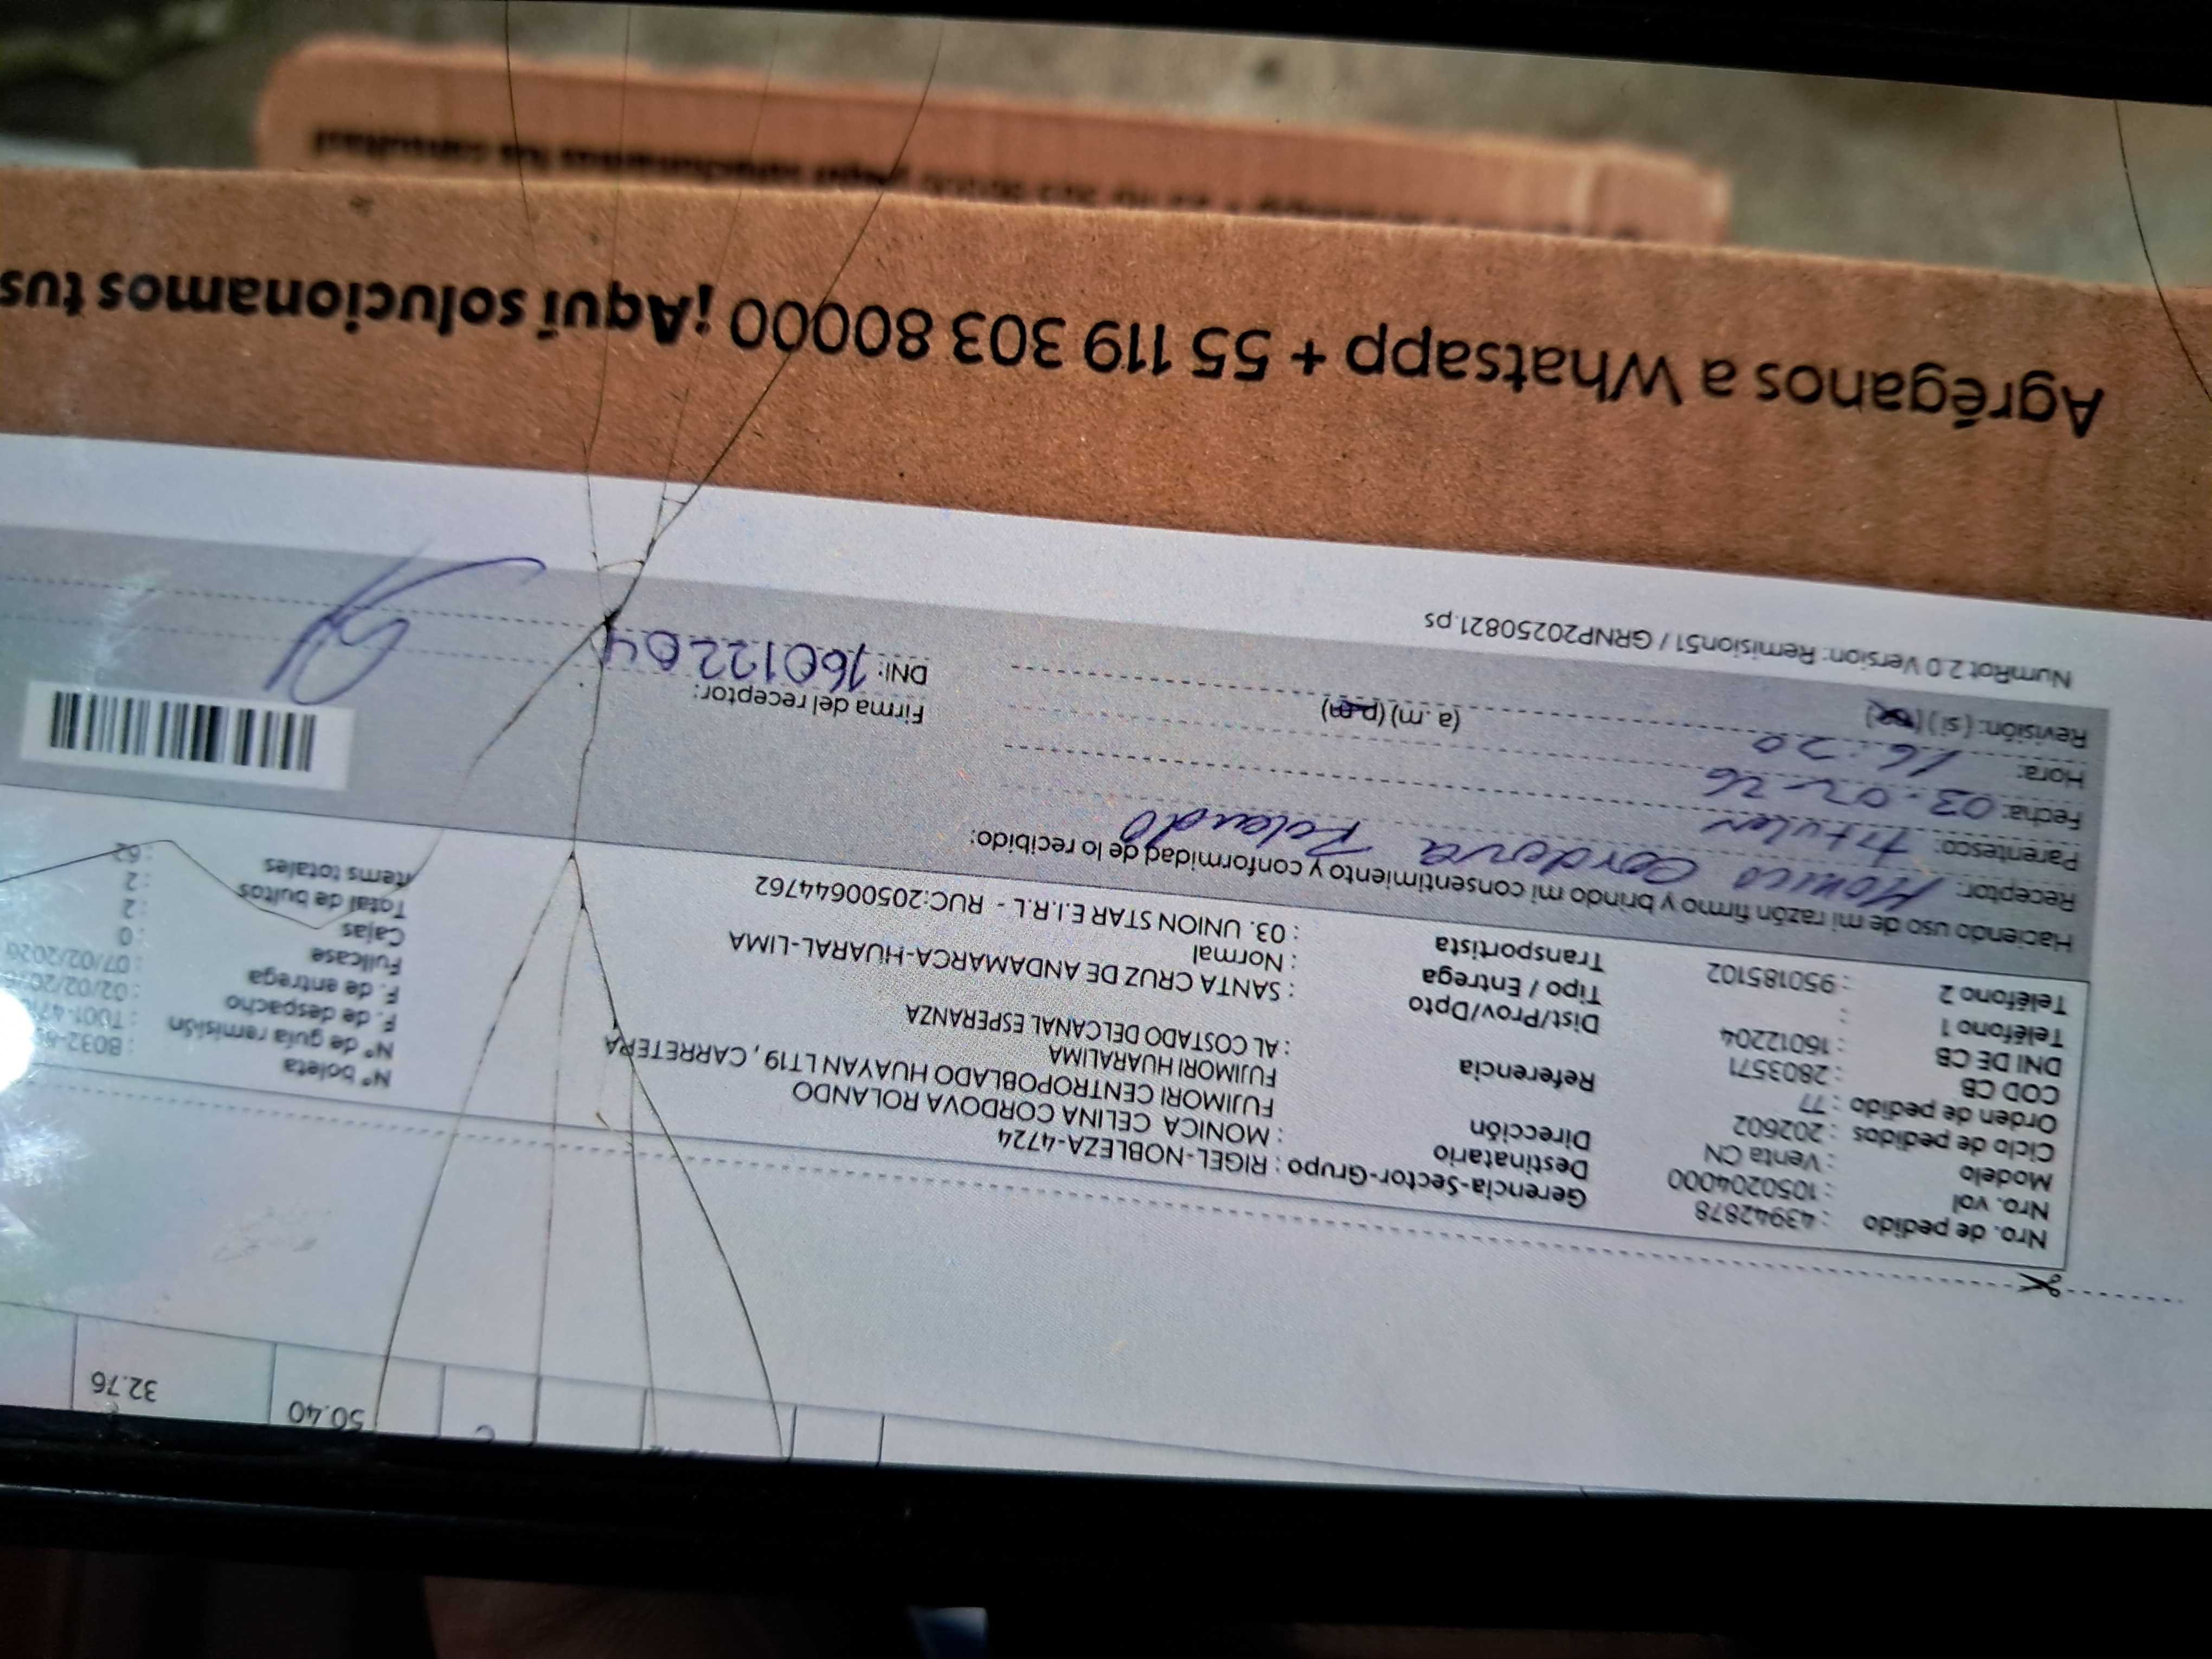 50.40 32.76
Nro. de pedido : 43942878
Nro. vol : 1050204000
Modelo : Venta CN
Ciclo de pedidos : 202602
Orden de pedido : 77
COD CB : 2803571
DNI DE CB : 16012204
Teléfono 1 :
Teléfono 2 : 950185102
Gerencia-Sector-Grupo : RIGEL-NOBLEZA-4724
Destinatario : MONICA CELINA CORDOVA ROLANDO
Dirección FUJIMORI CENTROPOBLADO HUAYAN LT19 , CARRETERA
FUJIMORI HUARALIMA
Referencia : AL COSTADO DELCANAL ESPERANZA
Dist/Prov/Dpto : SANTA CRUZ DE ANDAMARCA-HUARAL-LIMA
Tipo / Entrega : Normal
Transportista : 03. UNION STAR E.I.R.L - RUC:20500644762
N° boleta
N° guía remisión
F. de despacho
F. de entrega
Fullcase : 0
Cajas : 2
Total de bultos : 2
Items totales : 62
Haciendo uso de mi razón firmo y brindo mi consentimiento y conformidad de lo recibido:
Receptor: Monica Cordova Rolando
Parentesco: titular
Fecha: 03.02.26
Hora: 16:20 (a.m) (p.m)
Revisión: (si)
Firma del receptor:
DNI: 16012204
NumRot 2.0 Version: Remision51 / GRNP20250821.ps
Agréganos a Whatsapp + 55 119 303 80000 ¡Aquí solucionamos tus